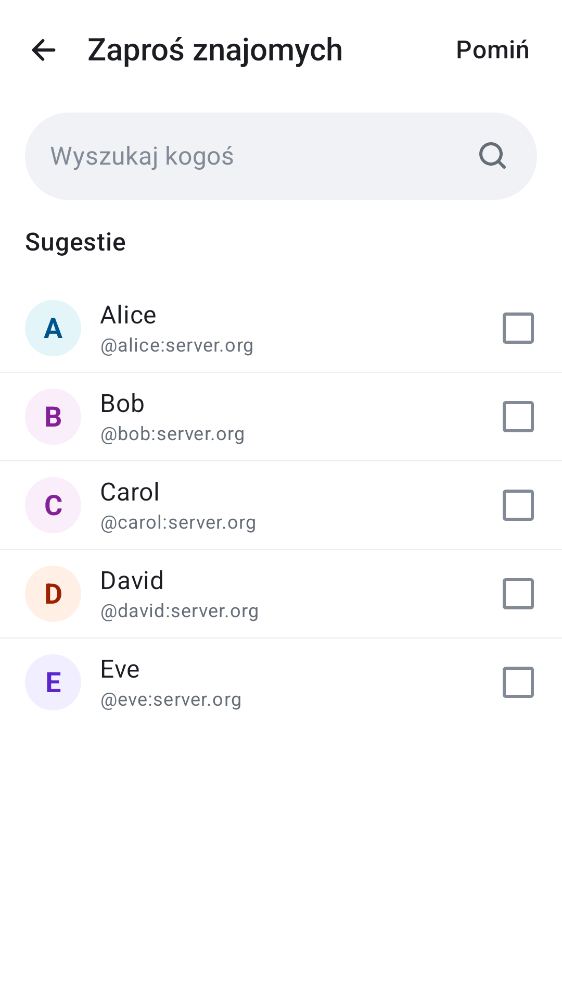 Zaproś znajomych
Pomiń
Wyszukaj kogoś
Sugestie
A
Alice
@alice:server.org
B
Bob
@bob:server.org
C
Carol
@carol:server.org
D
David
@david:server.org
E
Eve
@eve:server.org